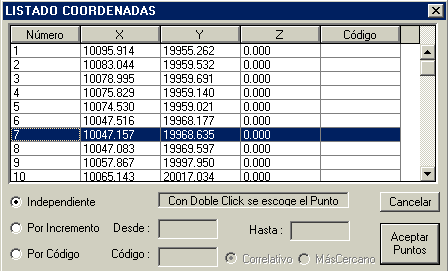 LISTADO COORDENADAS
Número X Y Z Código
1 10095.914 19955.262 0.000
2 10083.044 19959.532 0.000
3 10078.995 19959.691 0.000
4 10075.829 19959.140 0.000
5 10074.530 19959.021 0.000
6 10047.516 19968.177 0.000
7 10047.157 19968.635 0.000
8 10047.083 19969.597 0.000
9 10057.867 19997.950 0.000
10 10065.143 20017.034 0.000
Independiente Con Doble Click se escoge el Punto Cancelar
Por Incremento Desde : Hasta :
Por Código Código : Correlativo MásCercano
Aceptar
Puntos